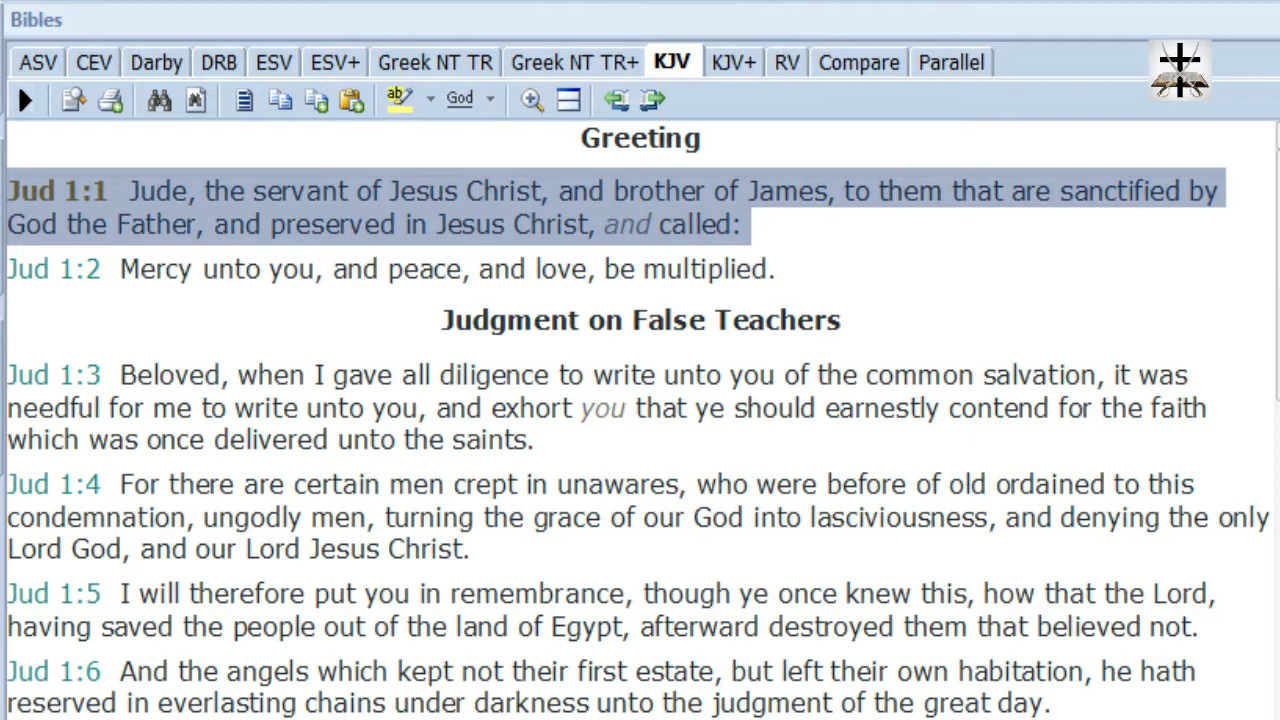 Bibles
ASV CEV Darby DRB ESV ESV+ Greek NT TR Greek NT TR+ KJV KJV+ RV Compare Parallel
ab God
Greeting
Jud 1:1 Jude, the servant of Jesus Christ, and brother of James, to them that are sanctified by
God the Father, and preserved in Jesus Christ, and called:
Jud 1:2 Mercy unto you, and peace, and love, be multiplied.
Judgment on False Teachers
Jud 1:3 Beloved, when I gave all diligence to write unto you of the common salvation, it was
needful for me to write unto you, and exhort you that ye should earnestly contend for the faith
which was once delivered unto the saints.
Jud 1:4 For there are certain men crept in unawares, who were before of old ordained to this
condemnation, ungodly men, turning the grace of our God into lasciviousness, and denying the only
Lord God, and our Lord Jesus Christ.
Jud 1:5 I will therefore put you in remembrance, though ye once knew this, how that the Lord,
having saved the people out of the land of Egypt, afterward destroyed them that believed not.
Jud 1:6 And the angels which kept not their first estate, but left their own habitation, he hath
reserved in everlasting chains under darkness unto the judgment of the great day.